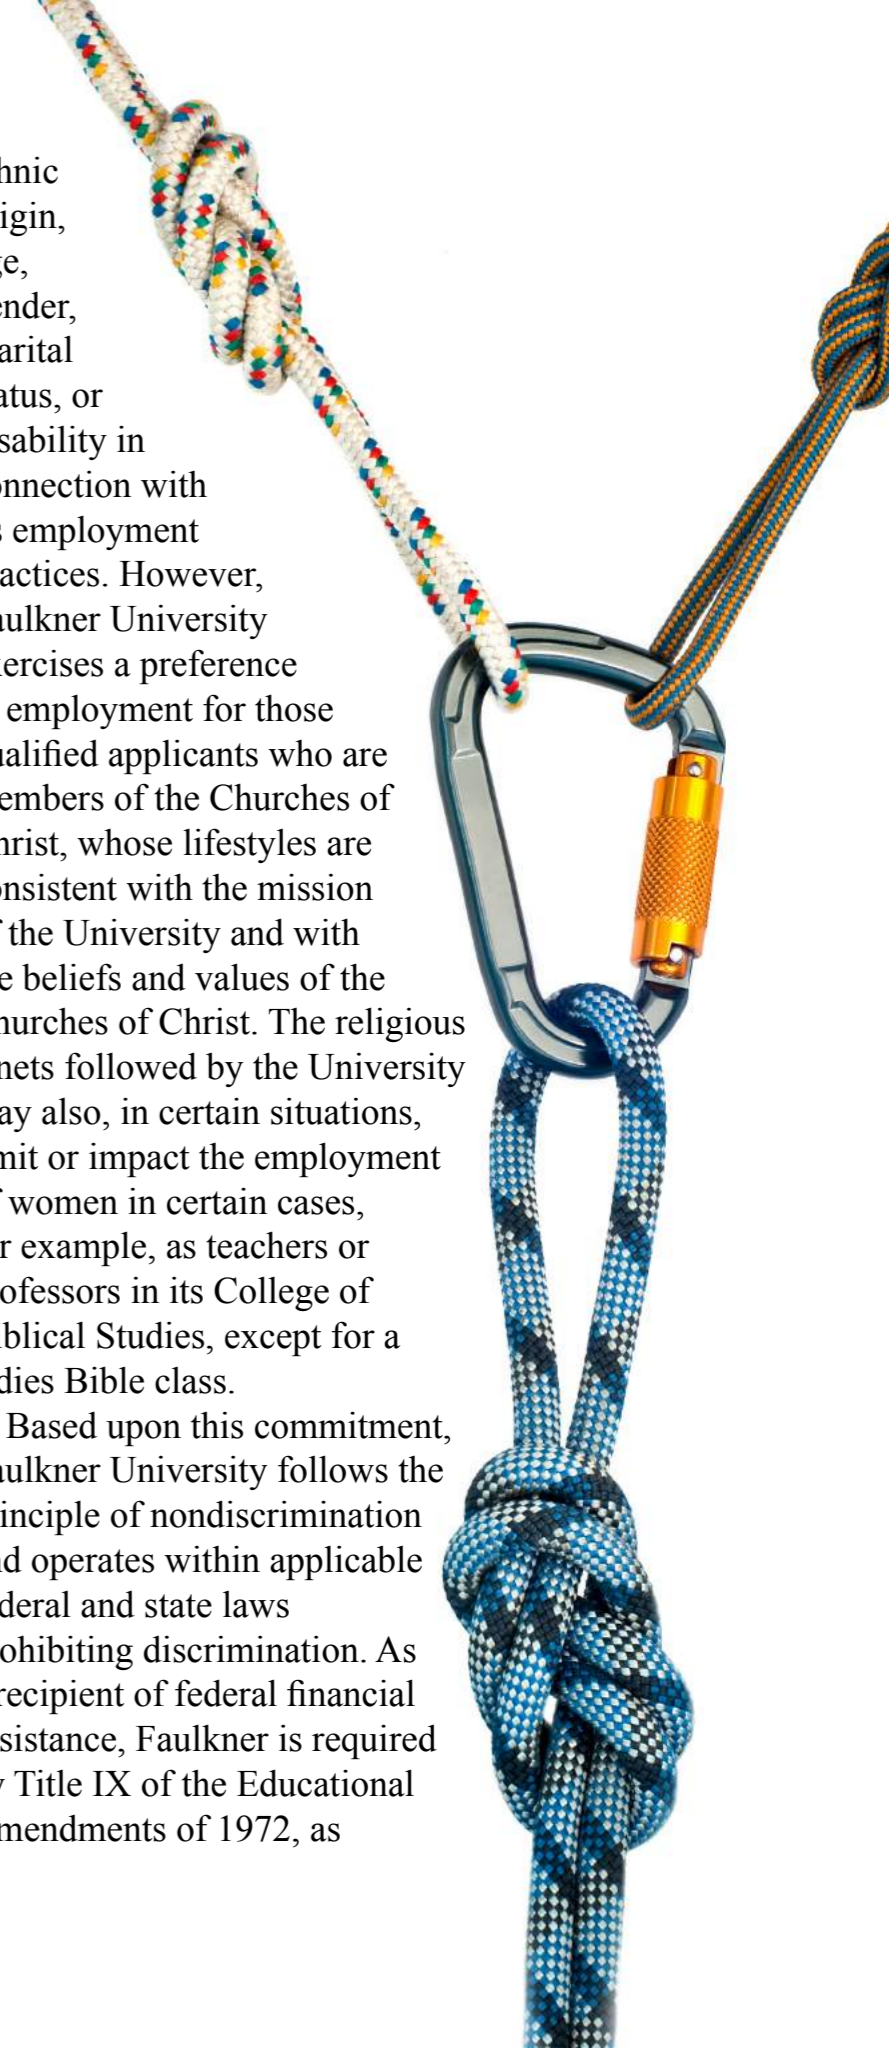 hnic
igin,
ge,
ender,
arital
atus, or
sability in
onnection with
s employment
actices. However,
aulkner University
xercises a preference
employment for those
ualified applicants who are
embers of the Churches of
hrist, whose lifestyles are
onsistent with the mission
f the University and with
e beliefs and values of the
hurches of Christ. The religious
nets followed by the University
ay also, in certain situations,
mit or impact the employment
f women in certain cases,
r example, as teachers or
ofessors in its College of
blical Studies, except for a
dies Bible class.
Based upon this commitment,
aulkner University follows the
inciple of nondiscrimination
nd operates within applicable
deral and state laws
ohibiting discrimination. As
recipient of federal financial
sistance, Faulkner is required
y Title IX of the Educational
mendments of 1972, as